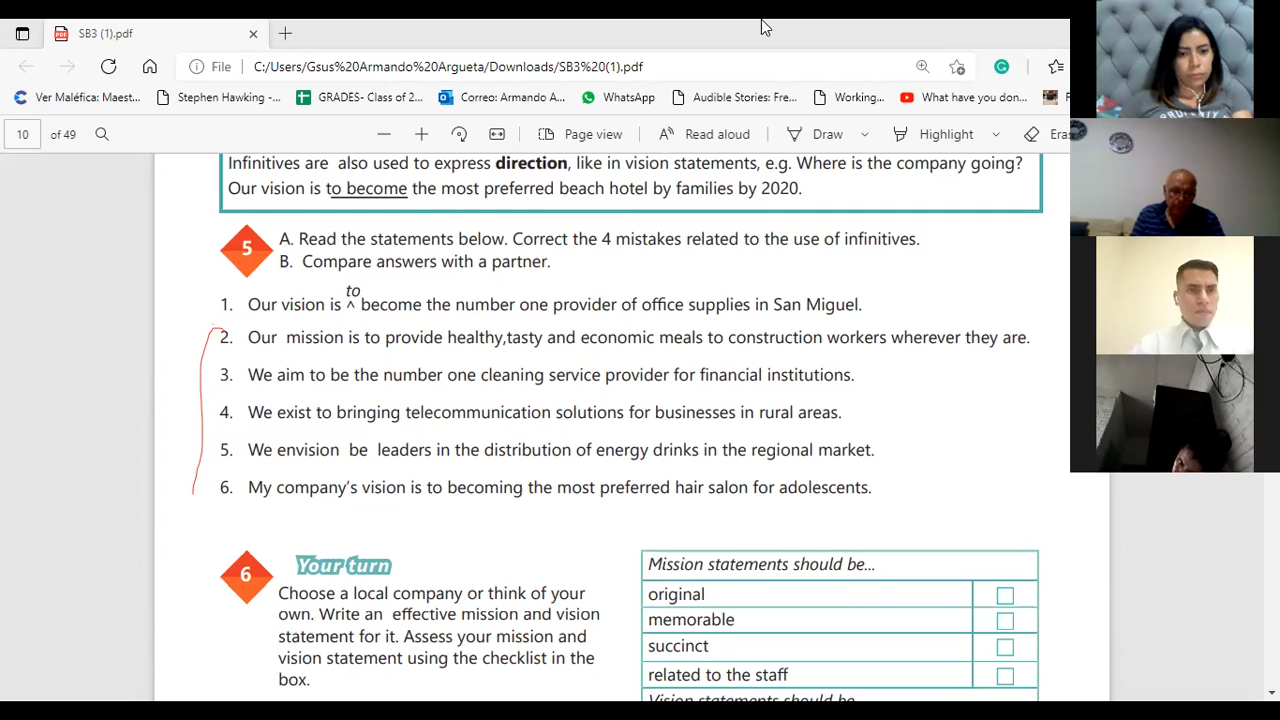 SB3 (1).pdf
File
C:/Users/Gsus%20Armando%20Argueta/Downloads/SB3%20(1).pdf
Ver Maléfica: Maest...
Stephen Hawking -...
GRADES- Class of 2...
Correo: Armando A...
WhatsApp
Audible Stories: Fre...
Working...
What have you don...
10 of 49
Page view
Read aloud
Draw
Highlight
Eras
Infinitives are also used to express direction, like in vision statements, e.g. Where is the company going?
Our vision is to become the most preferred beach hotel by families by 2020.
5
A. Read the statements below. Correct the 4 mistakes related to the use of infinitives.
B. Compare answers with a partner.
to
1. Our vision is ^ become the number one provider of office supplies in San Miguel.
2. Our mission is to provide healthy,tasty and economic meals to construction workers wherever they are.
3. We aim to be the number one cleaning service provider for financial institutions.
4. We exist to bringing telecommunication solutions for businesses in rural areas.
5. We envision be leaders in the distribution of energy drinks in the regional market.
6. My company's vision is to becoming the most preferred hair salon for adolescents.
6
Your turn
Choose a local company or think of your
own. Write an effective mission and vision
statement for it. Assess your mission and
vision statement using the checklist in the
box.
Mission statements should be...
original
memorable
succinct
related to the staff
Vision statements should be